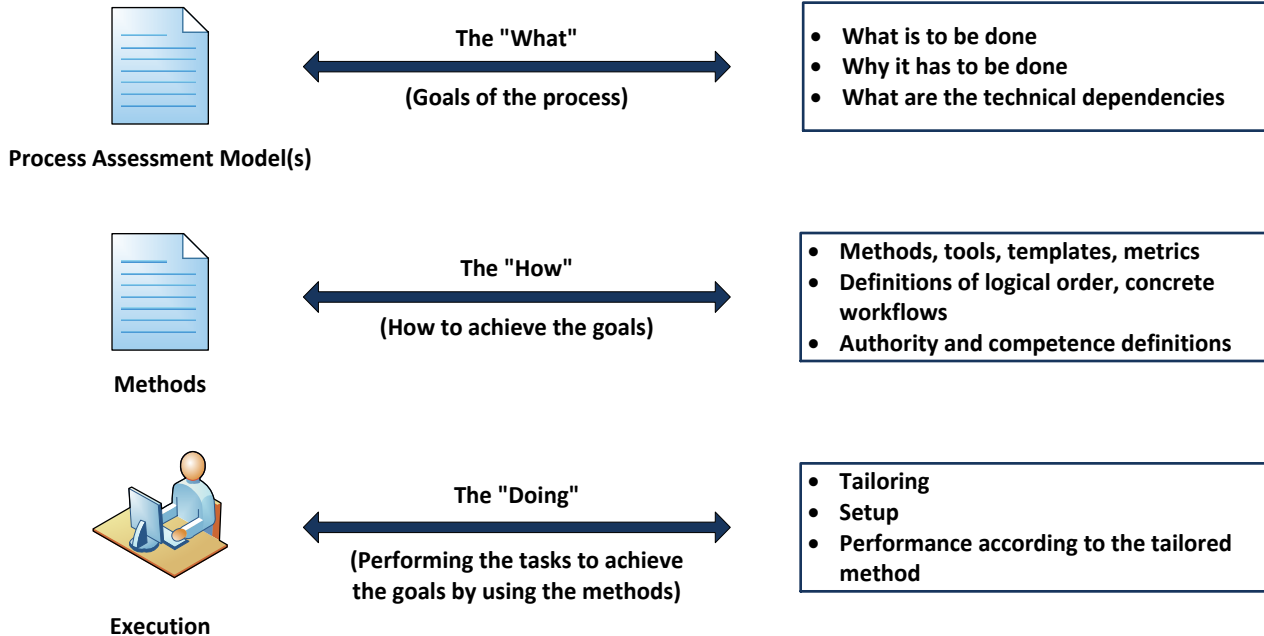 The "What"
(Goals of the process)
Process Assessment Model(s)
• What is to be done
• Why it has to be done
• What are the technical dependencies
The "How"
(How to achieve the goals)
Methods
• Methods, tools, templates, metrics
• Definitions of logical order, concrete
workflows
• Authority and competence definitions
The "Doing"
(Performing the tasks to achieve
the goals by using the methods)
Execution
• Tailoring
• Setup
• Performance according to the tailored
method